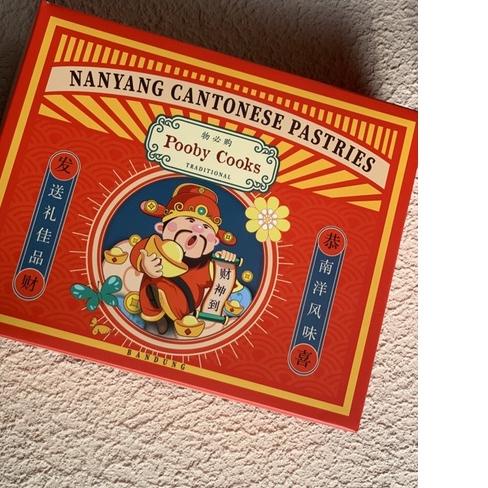 NANYANG CANTONESE PASTRIES
物必购
Pooby Cooks
TRADITIONAL
发
送礼佳品
财
财神到
恭
南洋风味
喜
BANDUNG